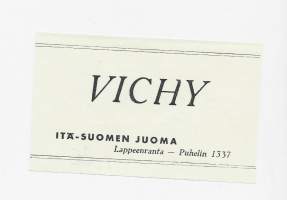 VICHY
ITÄ-SUOMEN JUOMA
Lappeenranta — Puhelin 1337